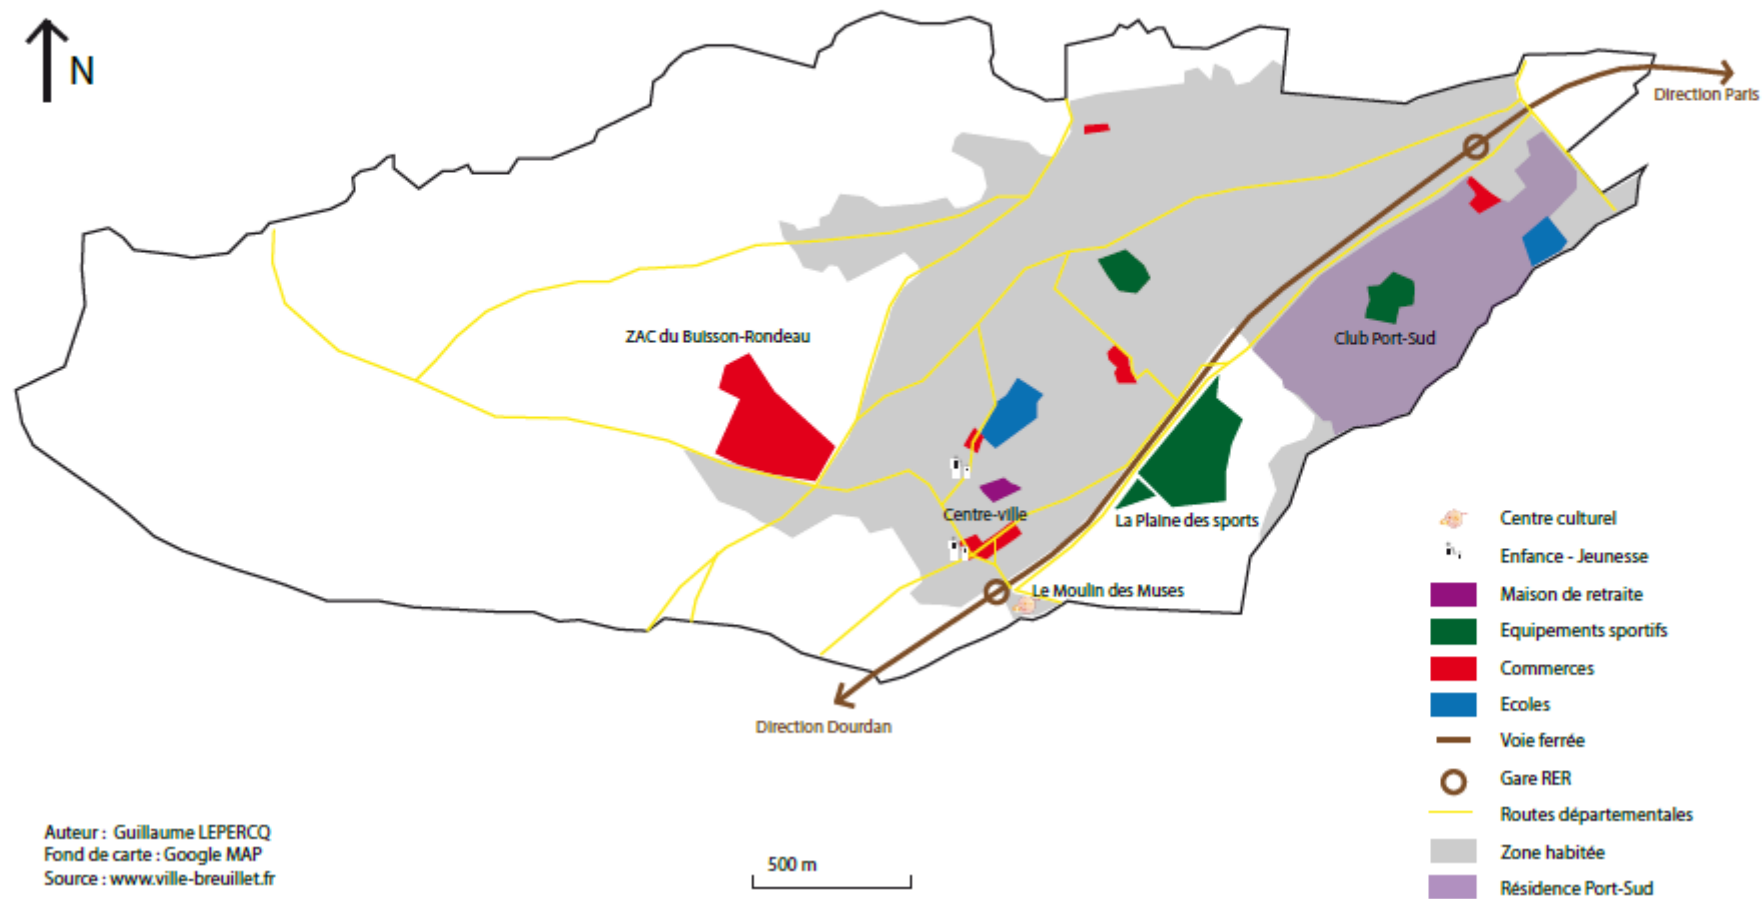 N
Direction Paris
ZAC du Buisson-Rondeau
Club Port-Sud
Centre-ville
La Plaine des sports
Le Moulin des Muses
Direction Dourdan
Centre culturel
Enfance - Jeunesse
Maison de retraite
Equipements sportifs
Commerces
Ecoles
Voie ferrée
Gare RER
Routes départementales
Zone habitée
Résidence Port-Sud
Auteur : Guillaume LEPERCQ
Fond de carte : Google MAP
Source : www.ville-breuillet.fr
500 m